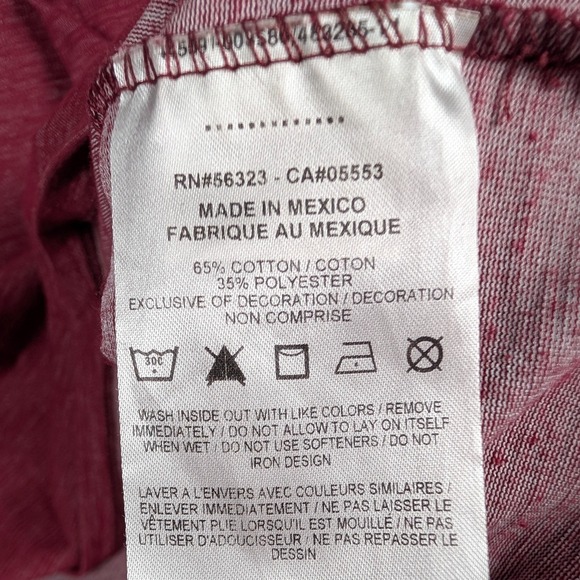 RN#56323 - CA#05553
MADE IN MEXICO
FABRIQUE AU MEXIQUE
65% COTTON / COTON
35% POLYESTER
EXCLUSIVE OF DECORATION / DECORATION
NON COMPRISE
30C
WASH INSIDE OUT WITH LIKE COLORS / REMOVE
IMMEDIATELY / DO NOT ALLOW TO LAY ON ITSELF
WHEN WET / DO NOT USE SOFTENERS / DO NOT
IRON DESIGN
LAVER A L'ENVERS AVEC COULEURS SIMILAIRES /
ENLEVER IMMEDIATEMENT / NE PAS LAISSER LE
VÊTEMENT PLIE LORSQU'IL EST MOUILLÉ / NE PAS
UTILISER D'ADOUCISSEUR / NE PAS REPASSER LE
DESSIN